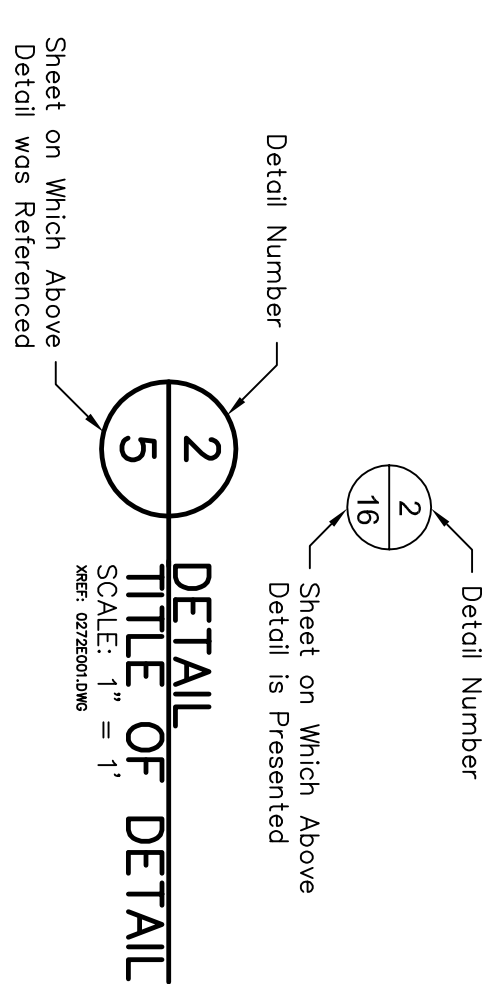 Detail Number
2
16
Sheet on Which Above
Detail is Presented
Detail Number
2
5
Sheet on Which Above
Detail was Referenced
DETAIL
TITLE OF DETAIL
SCALE: 1" = 1'
XREF: 0272E001.DWG